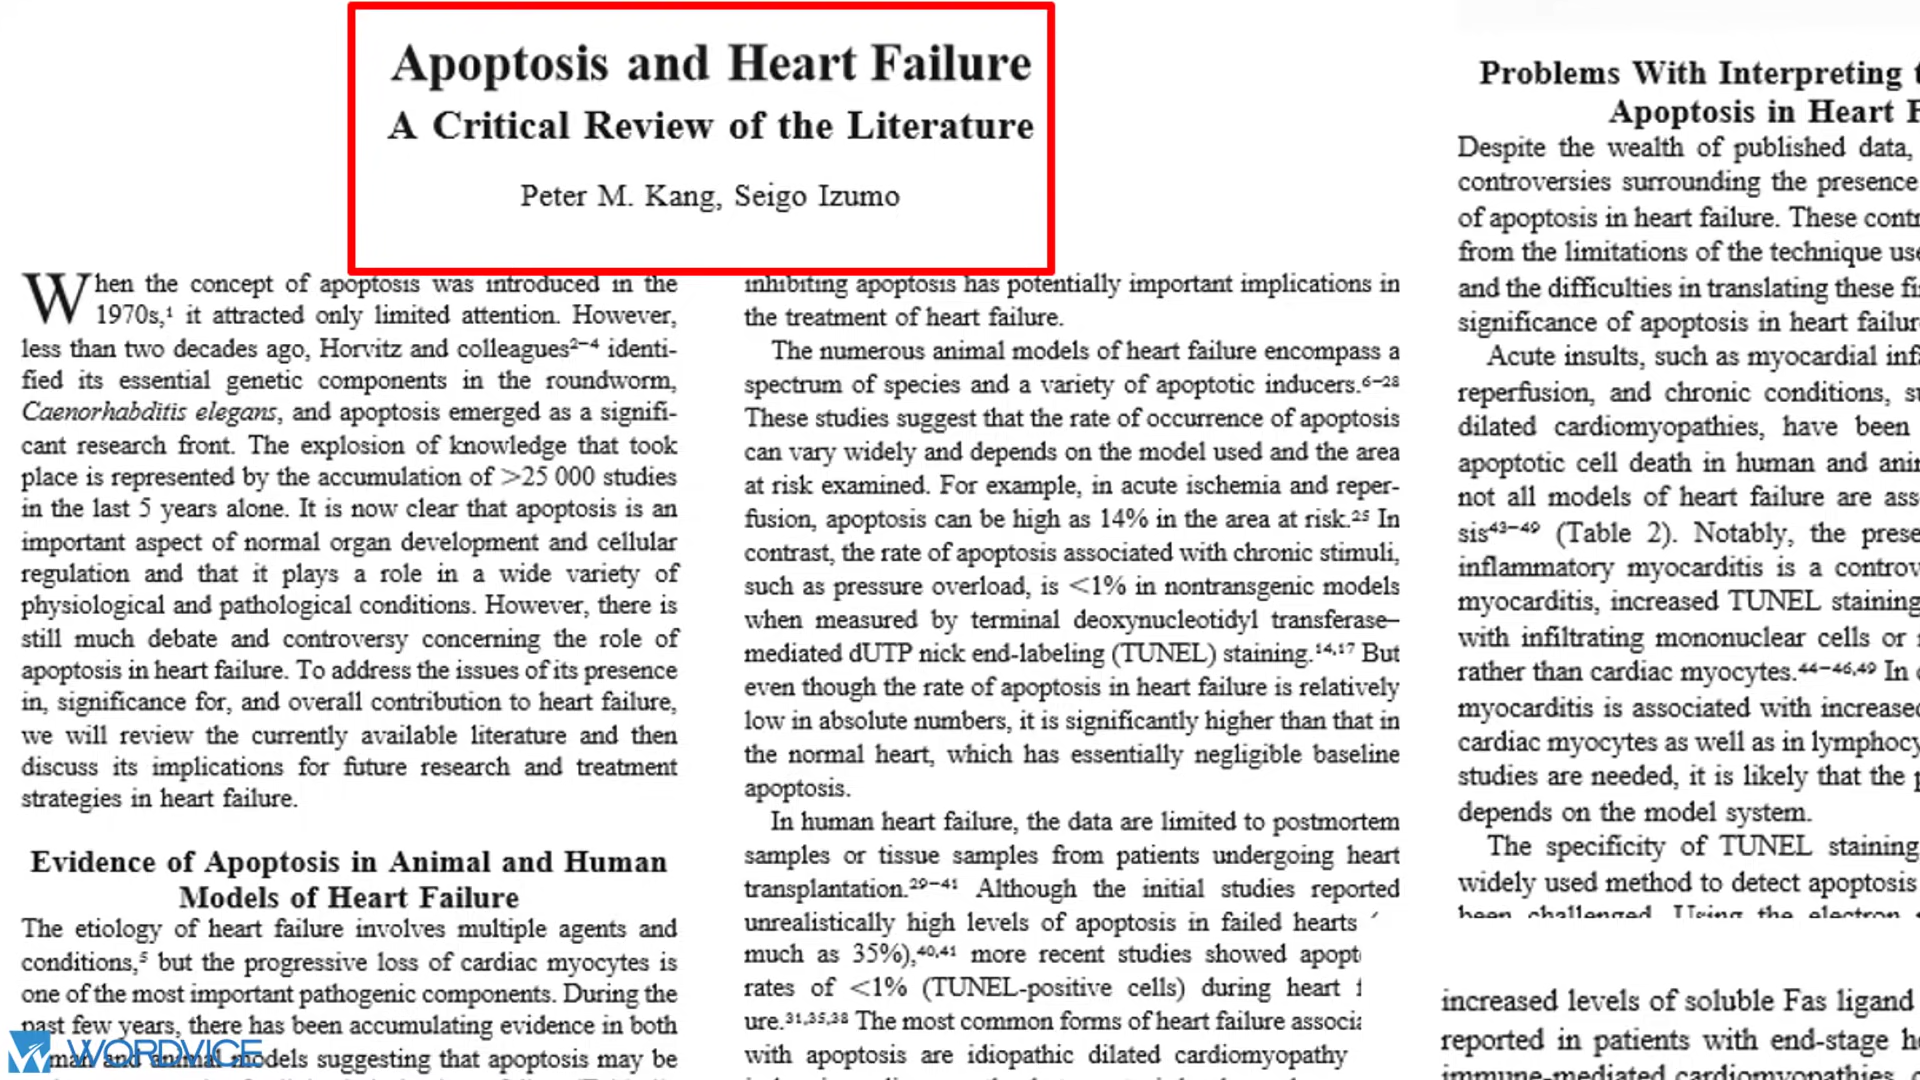 Apoptosis and Heart Failure
A Critical Review of the Literature
Peter M. Kang, Seigo Izumo
When the concept of apoptosis was introduced in the
1970s,¹ it attracted only limited attention. However,
less than two decades ago, Horvitz and colleagues²⁻⁴ identi-
fied its essential genetic components in the roundworm,
Caenorhabditis elegans, and apoptosis emerged as a signifi-
cant research front. The explosion of knowledge that took
place is represented by the accumulation of >25 000 studies
in the last 5 years alone. It is now clear that apoptosis is an
important aspect of normal organ development and cellular
regulation and that it plays a role in a wide variety of
physiological and pathological conditions. However, there is
still much debate and controversy concerning the role of
apoptosis in heart failure. To address the issues of its presence
in, significance for, and overall contribution to heart failure,
we will review the currently available literature and then
discuss its implications for future research and treatment
strategies in heart failure.
Evidence of Apoptosis in Animal and Human
Models of Heart Failure
The etiology of heart failure involves multiple agents and
conditions,⁵ but the progressive loss of cardiac myocytes is
one of the most important pathogenic components. During the
past few years, there has been accumulating evidence in both
and animal models suggesting that apoptosis may be
inhibiting apoptosis has potentially important implications in
the treatment of heart failure.
The numerous animal models of heart failure encompass a
spectrum of species and a variety of apoptotic inducers.⁶⁻²⁸
These studies suggest that the rate of occurrence of apoptosis
can vary widely and depends on the model used and the area
at risk examined. For example, in acute ischemia and reper-
fusion, apoptosis can be high as 14% in the area at risk.²⁵ In
contrast, the rate of apoptosis associated with chronic stimuli,
such as pressure overload, is <1% in nontransgenic models
when measured by terminal deoxynucleotidyl transferase–
mediated dUTP nick end-labeling (TUNEL) staining.¹⁴,¹⁷ But
even though the rate of apoptosis in heart failure is relatively
low in absolute numbers, it is significantly higher than that in
the normal heart, which has essentially negligible baseline
apoptosis.
In human heart failure, the data are limited to postmortem
samples or tissue samples from patients undergoing heart
transplantation.²⁹⁻⁴¹ Although the initial studies reported
unrealistically high levels of apoptosis in failed hearts
much as 35%),⁴⁰,⁴¹ more recent studies showed apopt
rates of <1% (TUNEL-positive cells) during heart
ure.³¹,³⁵,³⁸ The most common forms of heart failure associa
with apoptosis are idiopathic dilated cardiomyopathy
Problems With Interpreting
Apoptosis in Heart F
Despite the wealth of published data,
controversies surrounding the presence
of apoptosis in heart failure. These contr
from the limitations of the technique use
and the difficulties in translating these fi
significance of apoptosis in heart failur
Acute insults, such as myocardial inf
reperfusion, and chronic conditions, su
dilated cardiomyopathies, have been
apoptotic cell death in human and ani
not all models of heart failure are ass
sis⁴³⁻⁴⁹ (Table 2). Notably, the prese
inflammatory myocarditis is a controv
myocarditis, increased TUNEL staining
with infiltrating mononuclear cells or
rather than cardiac myocytes.⁴⁴⁻⁴⁶,⁴⁹ In
myocarditis is associated with increased
cardiac myocytes as well as in lymphocy
studies are needed, it is likely that the p
depends on the model system.
The specificity of TUNEL staining
widely used method to detect apoptosis
been challenged. Using the electron
increased levels of soluble Fas ligand
reported in patients with end-stage he
immune-mediated cardiomyopathies,
WORDVICE